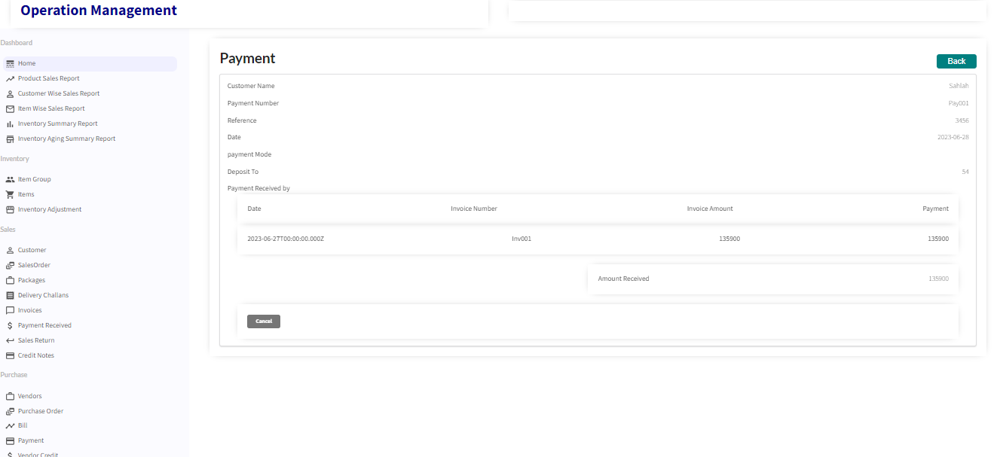 Operation Management
Dashboard
Home
Product Sales Report
Customer Wise Sales Report
Item Wise Sales Report
Inventory Summary Report
Inventory Aging Summary Report
Inventory
Item Group
Items
Inventory Adjustment
Sales
Customer
SalesOrder
Packages
Delivery Challans
Invoices
Payment Received
Sales Return
Credit Notes
Purchase
Vendors
Purchase Order
Bill
Payment
Vendor Credit
Payment
Back
Customer Name Sahlah
Payment Number Pay001
Reference 3456
Date 2023-06-28
payment Mode
Deposit To 54
Payment Received by
Date Invoice Number Invoice Amount Payment
2023-06-27T00:00:00.000Z Inv001 135900 135900
Amount Received 135900
Cancel